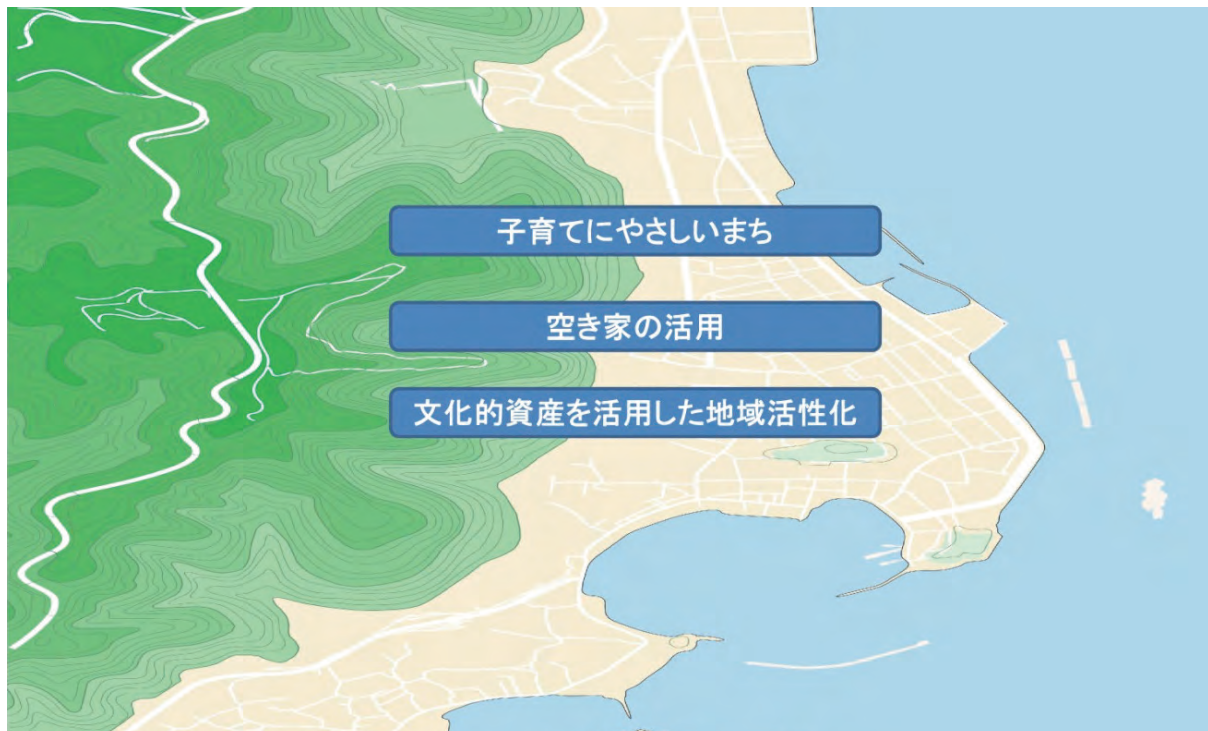 子育てにやさしいまち
空き家の活用
文化的資産を活用した地域活性化